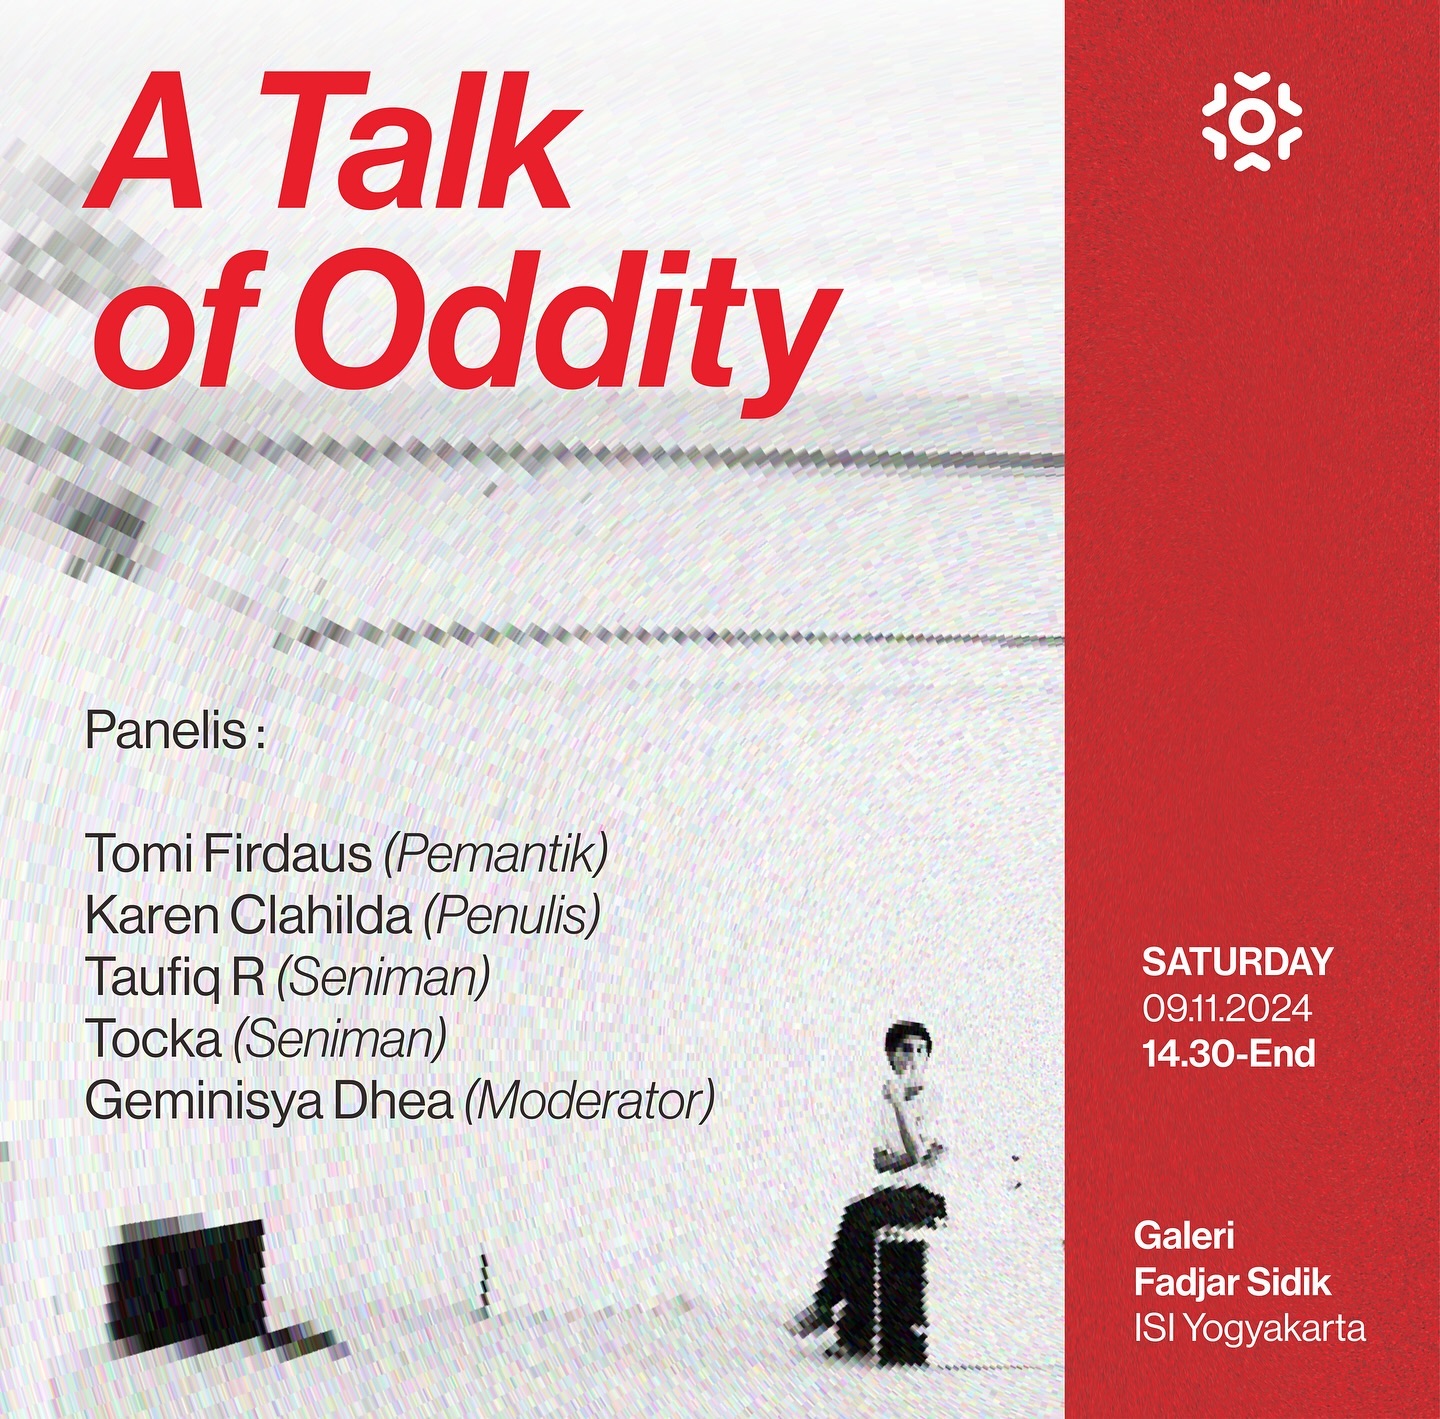 A Talk
of Oddity
Panelis :
Tomi Firdaus (Pemantik)
Karen Clahilda (Penulis)
Taufiq R (Seniman)
Tocka (Seniman)
Geminisya Dhea (Moderator)
SATURDAY
09.11.2024
14.30-End
Galeri
Fadjar Sidik
ISI Yogyakarta